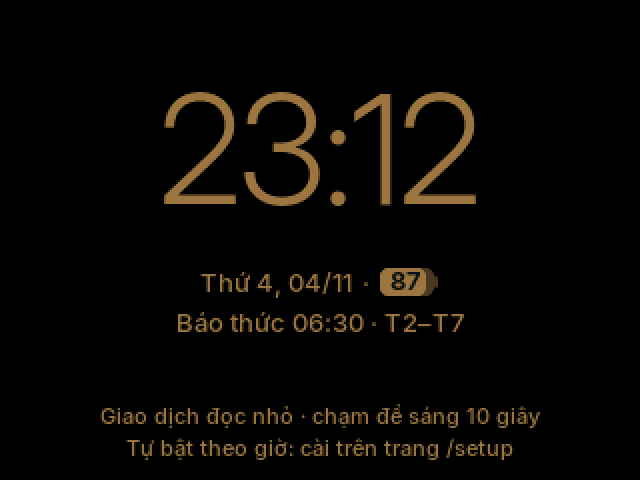 23:12
Thứ 4, 04/11 · 87
Báo thức 06:30 · T2–T7
Giao dịch đọc nhỏ · chạm để sáng 10 giây
Tự bật theo giờ: cài trên trang /setup